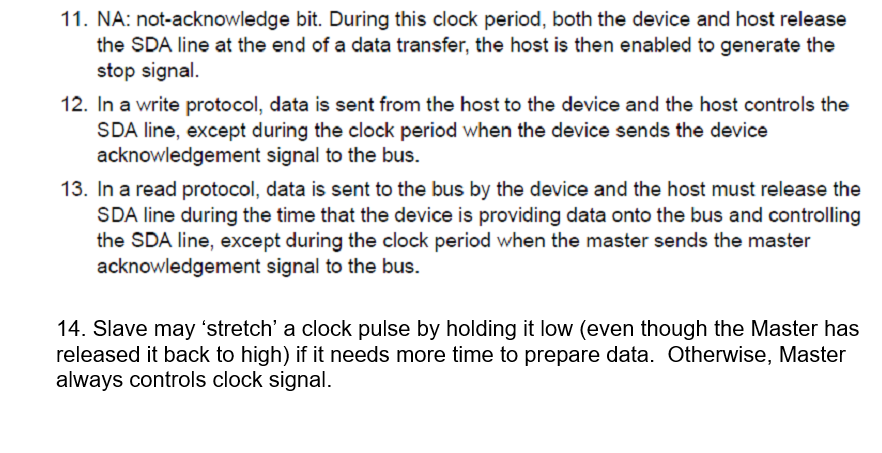 11. NA: not-acknowledge bit. During this clock period, both the device and host release
the SDA line at the end of a data transfer, the host is then enabled to generate the
stop signal.
12. In a write protocol, data is sent from the host to the device and the host controls the
SDA line, except during the clock period when the device sends the device
acknowledgement signal to the bus.
13. In a read protocol, data is sent to the bus by the device and the host must release the
SDA line during the time that the device is providing data onto the bus and controlling
the SDA line, except during the clock period when the master sends the master
acknowledgement signal to the bus.
14. Slave may ‘stretch’ a clock pulse by holding it low (even though the Master has
released it back to high) if it needs more time to prepare data.  Otherwise, Master
always controls clock signal.